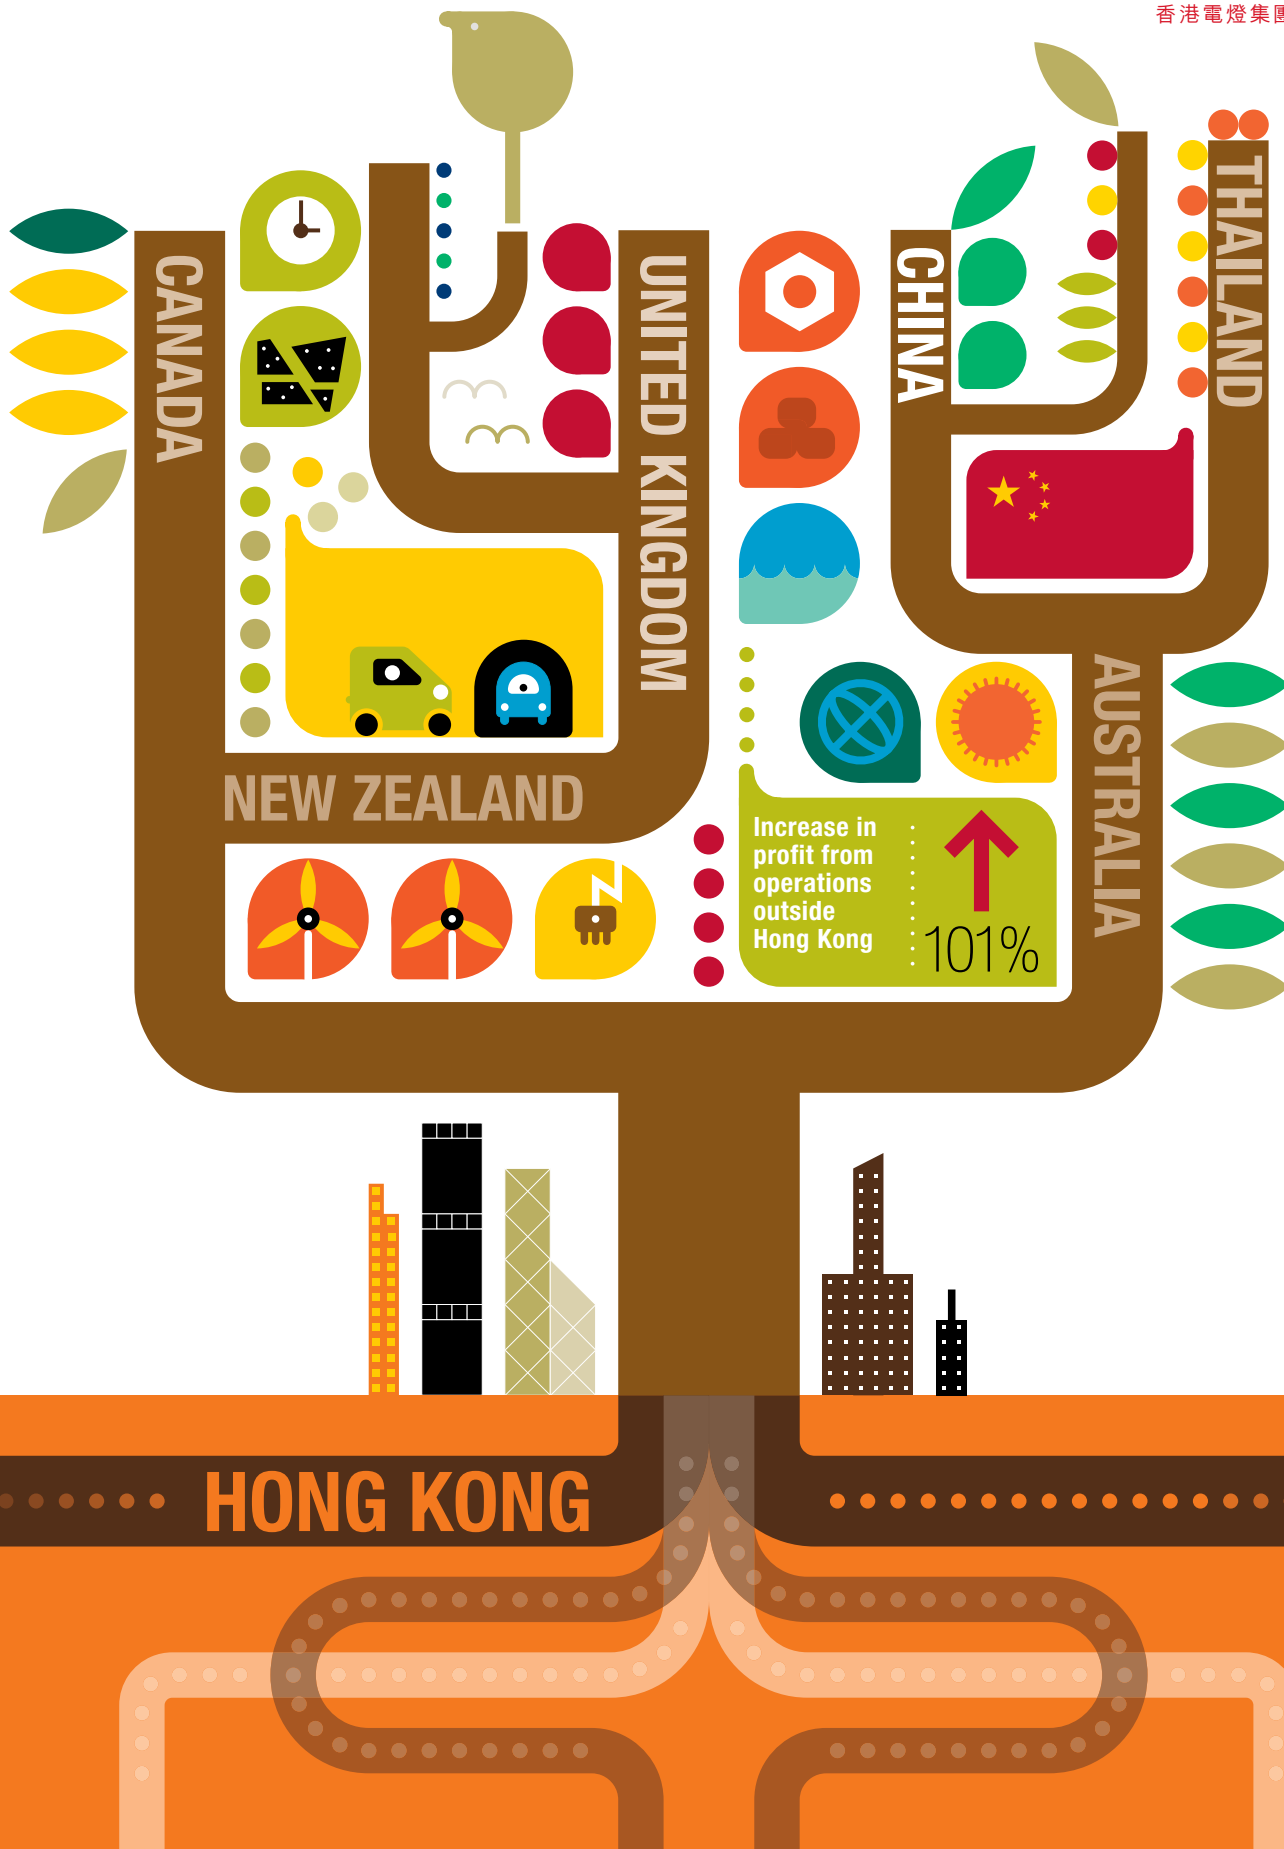 香港電燈集團
CANADA
UNITED KINGDOM
CHINA
THAILAND
NEW ZEALAND
AUSTRALIA
Increase in
profit from
operations
outside
Hong Kong
101%
HONG KONG